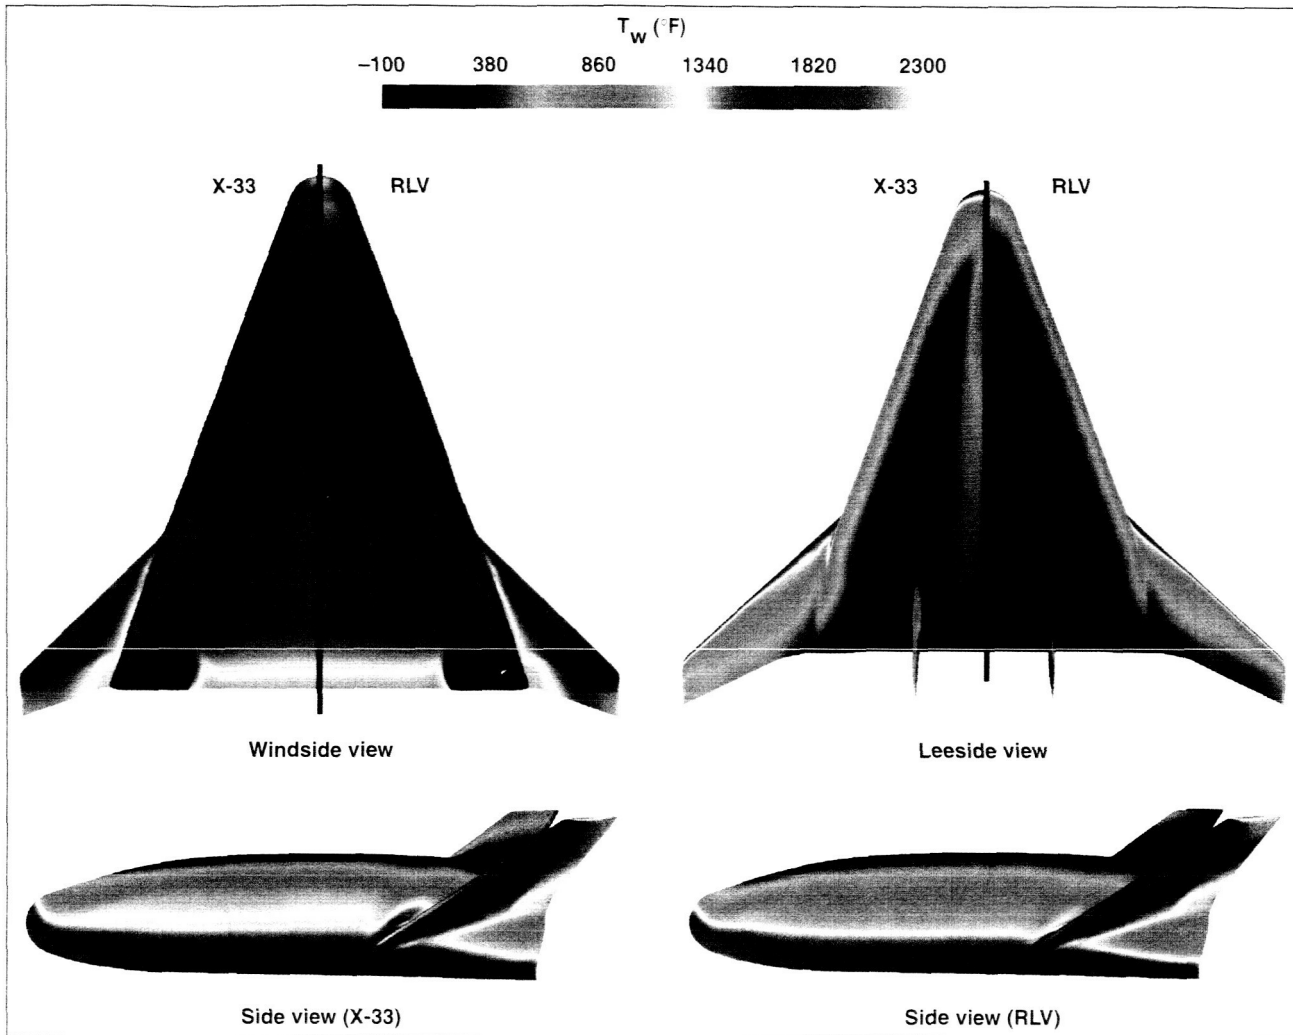 T_w (°F)
–100 380 860 1340 1820 2300
X-33 RLV X-33 RLV
Windside view Leeside view
Side view (X-33) Side view (RLV)